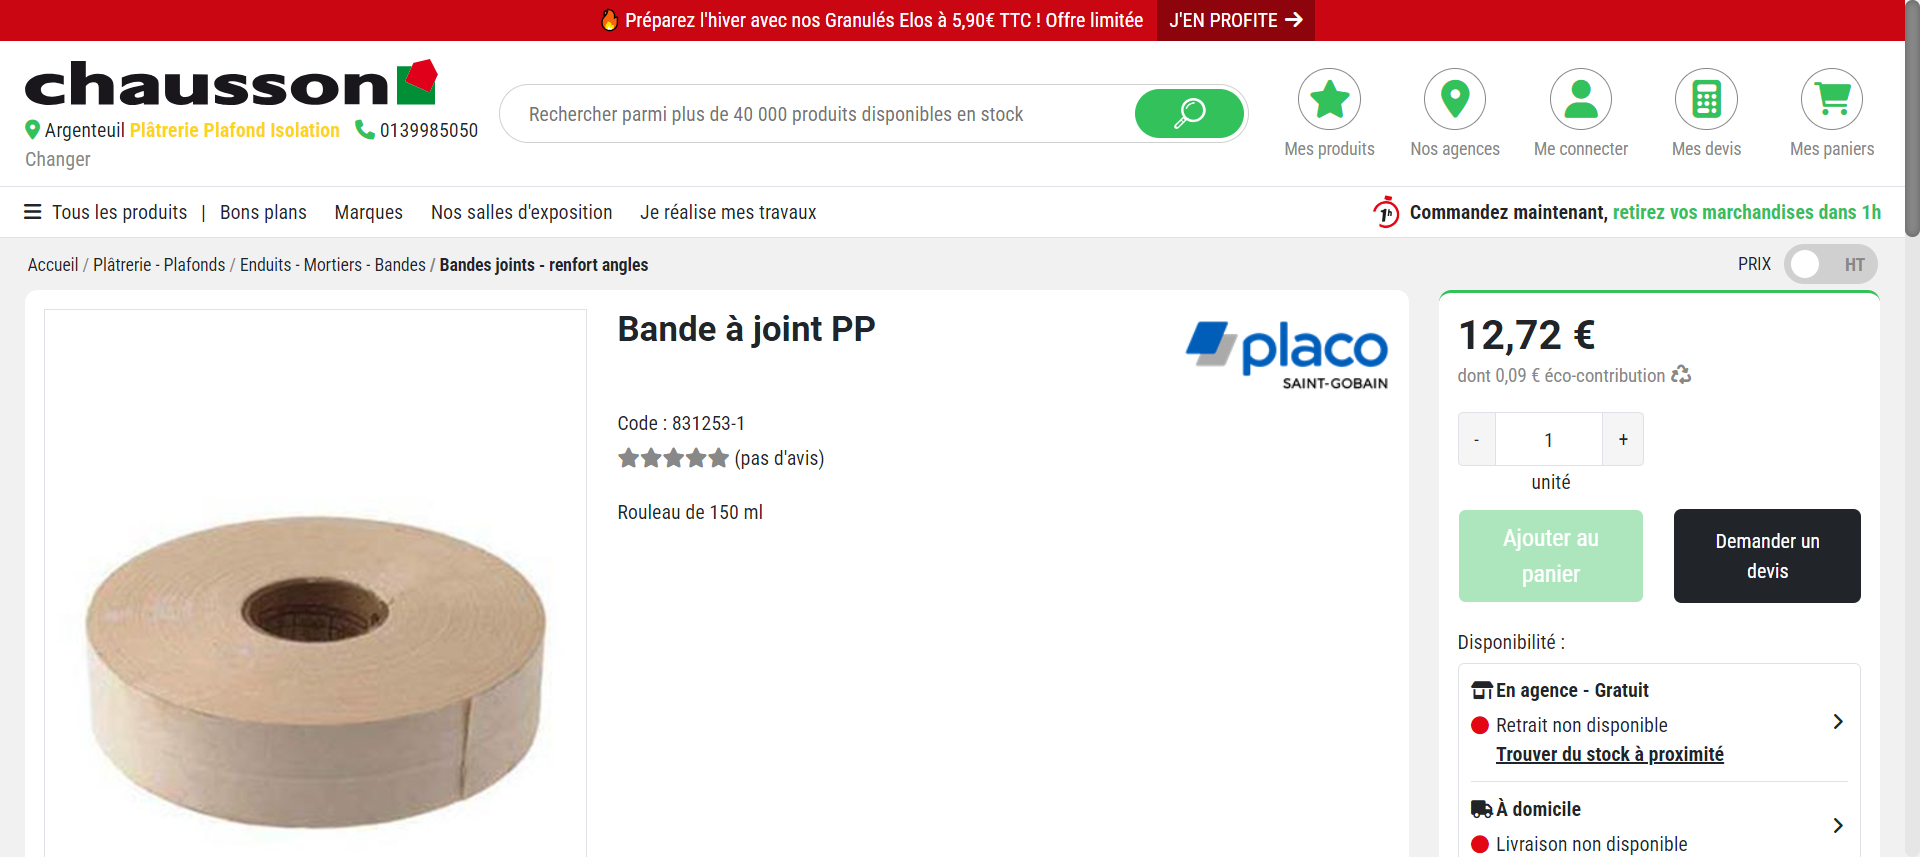 Préparez l'hiver avec nos Granulés Elos à 5,90€ TTC ! Offre limitée J'EN PROFITE
chausson
Argenteuil Plâtrerie Plafond Isolation 0139985050
Changer
Rechercher parmi plus de 40 000 produits disponibles en stock
Mes produits
Nos agences
Me connecter
Mes devis
Mes paniers
Tous les produits | Bons plans Marques Nos salles d'exposition Je réalise mes travaux
1h Commandez maintenant, retirez vos marchandises dans 1h
Accueil / Plâtrerie - Plafonds / Enduits - Mortiers - Bandes / Bandes joints - renfort angles
PRIX HT
Bande à joint PP
placo
SAINT-GOBAIN
Code : 831253-1
(pas d'avis)
Rouleau de 150 ml
12,72 €
dont 0,09 € éco-contribution
- 1 +
unité
Ajouter au
panier
Demander un
devis
Disponibilité :
En agence - Gratuit
Retrait non disponible
Trouver du stock à proximité
À domicile
Livraison non disponible